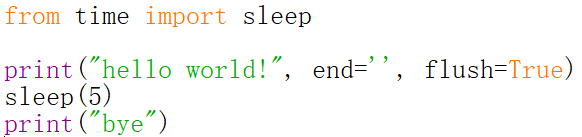 from time import sleep
print("hello world!", end='', flush=True)
sleep(5)
print("bye")